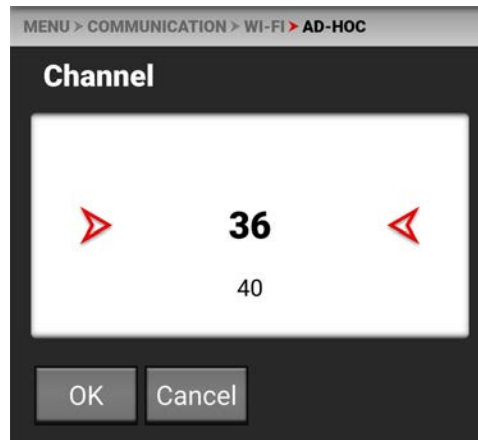 MENU > COMMUNICATION > WI-FI > AD-HOC
Channel
36
40
OK Cancel